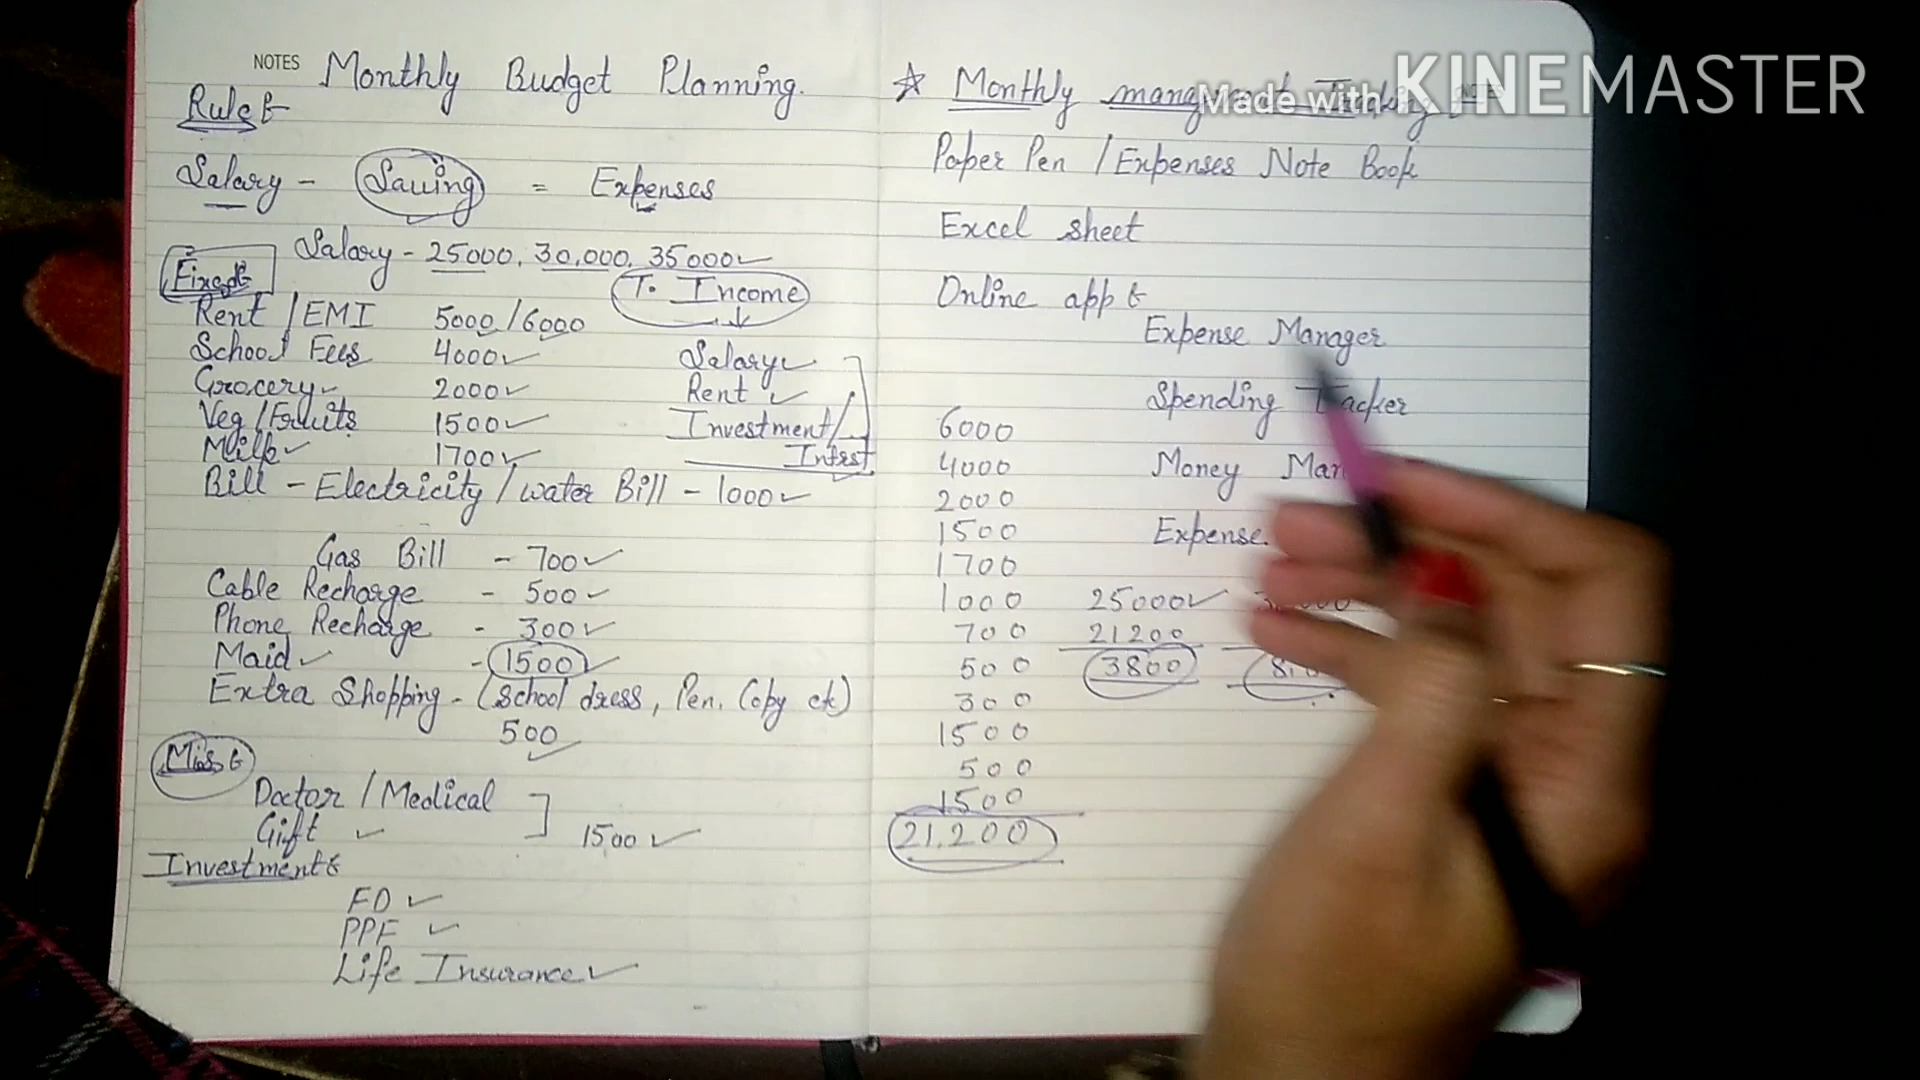 NOTES Monthly Budget Planning.
Rule :-
Salary - Saving = Expenses
Salary - 25000, 30,000, 35000
Fixed :-
T. Income
Rent / EMI 5000/6000
School Fees 4000
Salary
Grocery 2000
Rent
Veg/Fruits 1500
Investment/
Milk 1700
Intrst
Bill - Electricity / water Bill - 1000
Gas Bill - 700
Cable Recharge - 500
Phone Recharge - 300
Maid - 1500
Extra Shopping - (School dress, Pen, Copy etc)
500
Doctor / Medical
Gift 1500
Investment :-
FD
PPF
Life Insurance
Monthly
Made with KINEMASTER
Paper Pen / Expenses Note Book
Excel sheet
Online app :-
Expense Manager
Spending Tracker
6000
4000 Money
2000
1500 Expense
1700
1000 25000
700 21200
500 3800
300
1500
500
1500
21,200